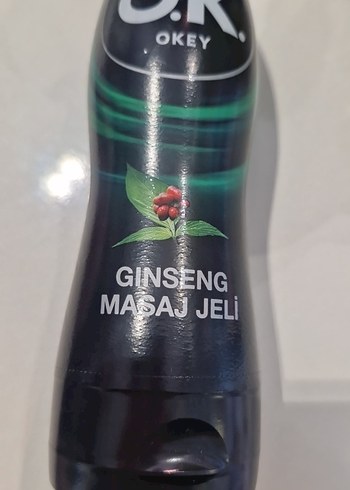 O.K.
OKEY
GINSENG
MASAJ JELİ